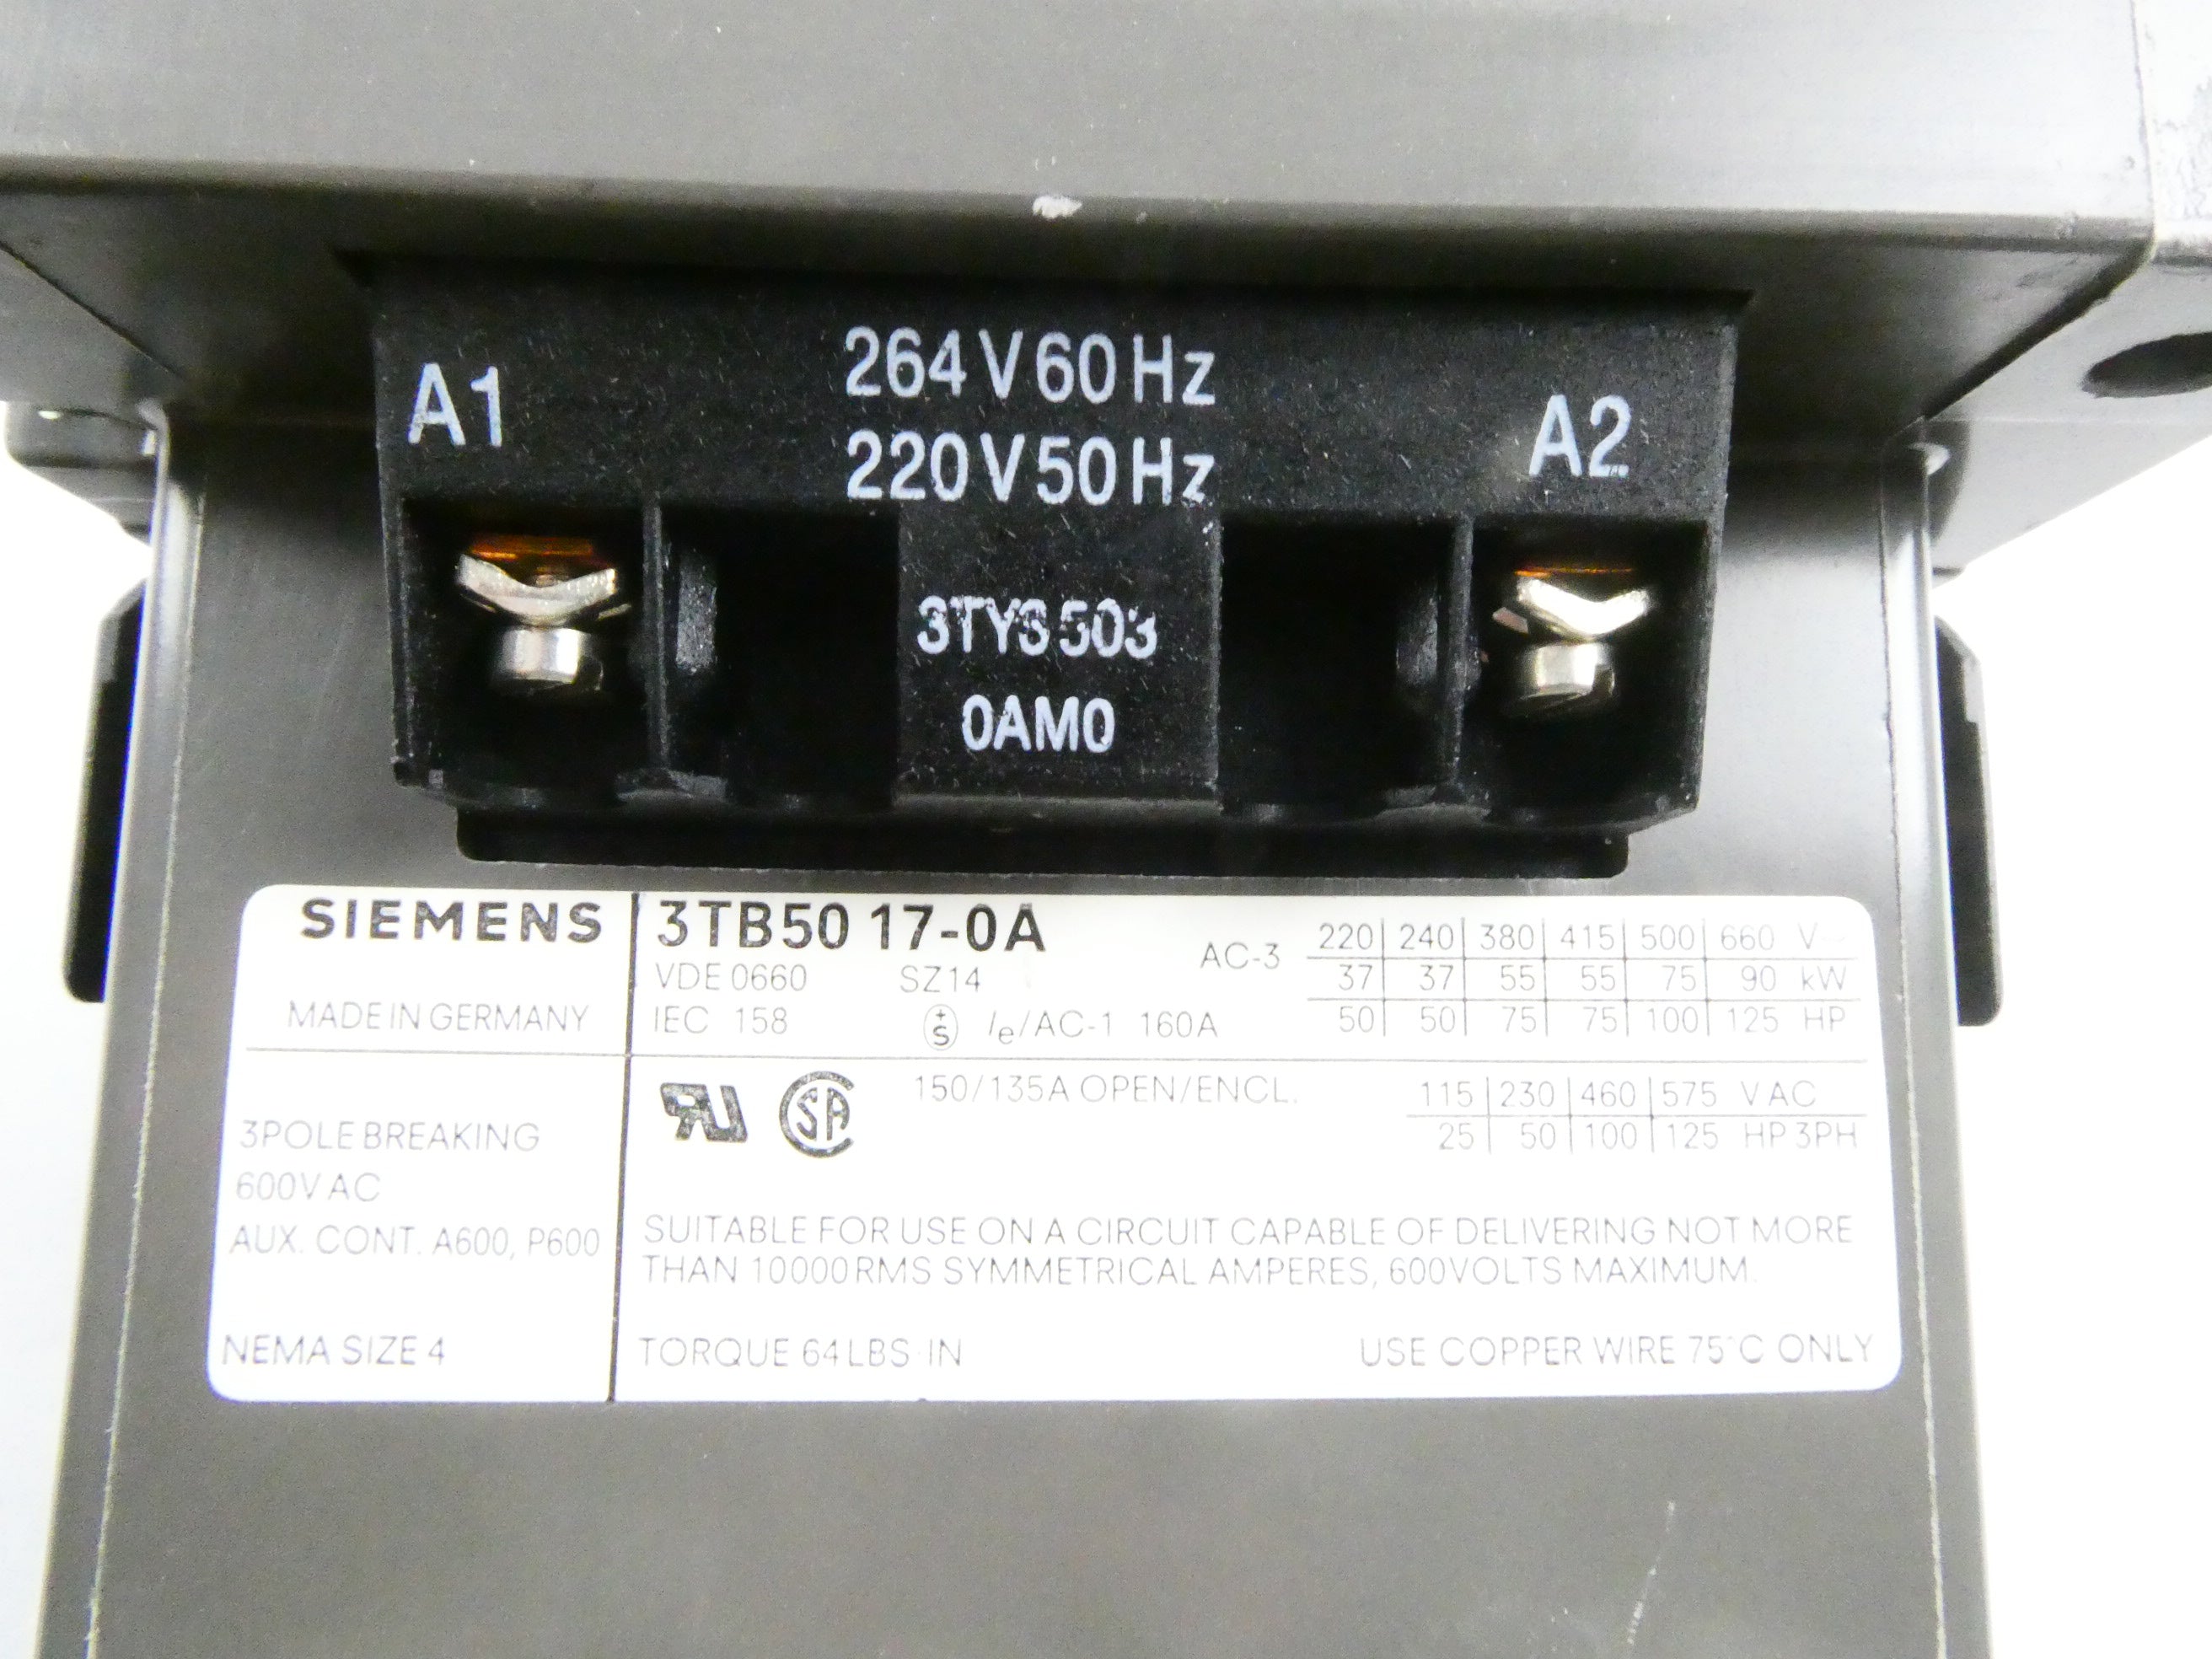 A1
264 V 60 Hz
220 V 50 Hz
A2
3TY6 503
0AM0
SIEMENS
MADE IN GERMANY
3TB50 17-0A
VDE 0660 SZ14
IEC 158 Ie/AC-1 160A
AC-3
220 240 380 415 500 660 V~
37 37 55 55 75 90 kW
50 50 75 75 100 125 HP
3POLE BREAKING
600V AC
AUX. CONT. A600, P600
NEMA SIZE 4
150/135A OPEN/ENCL.
115 230 460 575 V AC
25 50 100 125 HP 3PH
SUITABLE FOR USE ON A CIRCUIT CAPABLE OF DELIVERING NOT MORE
THAN 10000RMS SYMMETRICAL AMPERES, 600VOLTS MAXIMUM.
TORQUE 64 LBS·IN
USE COPPER WIRE 75°C ONLY